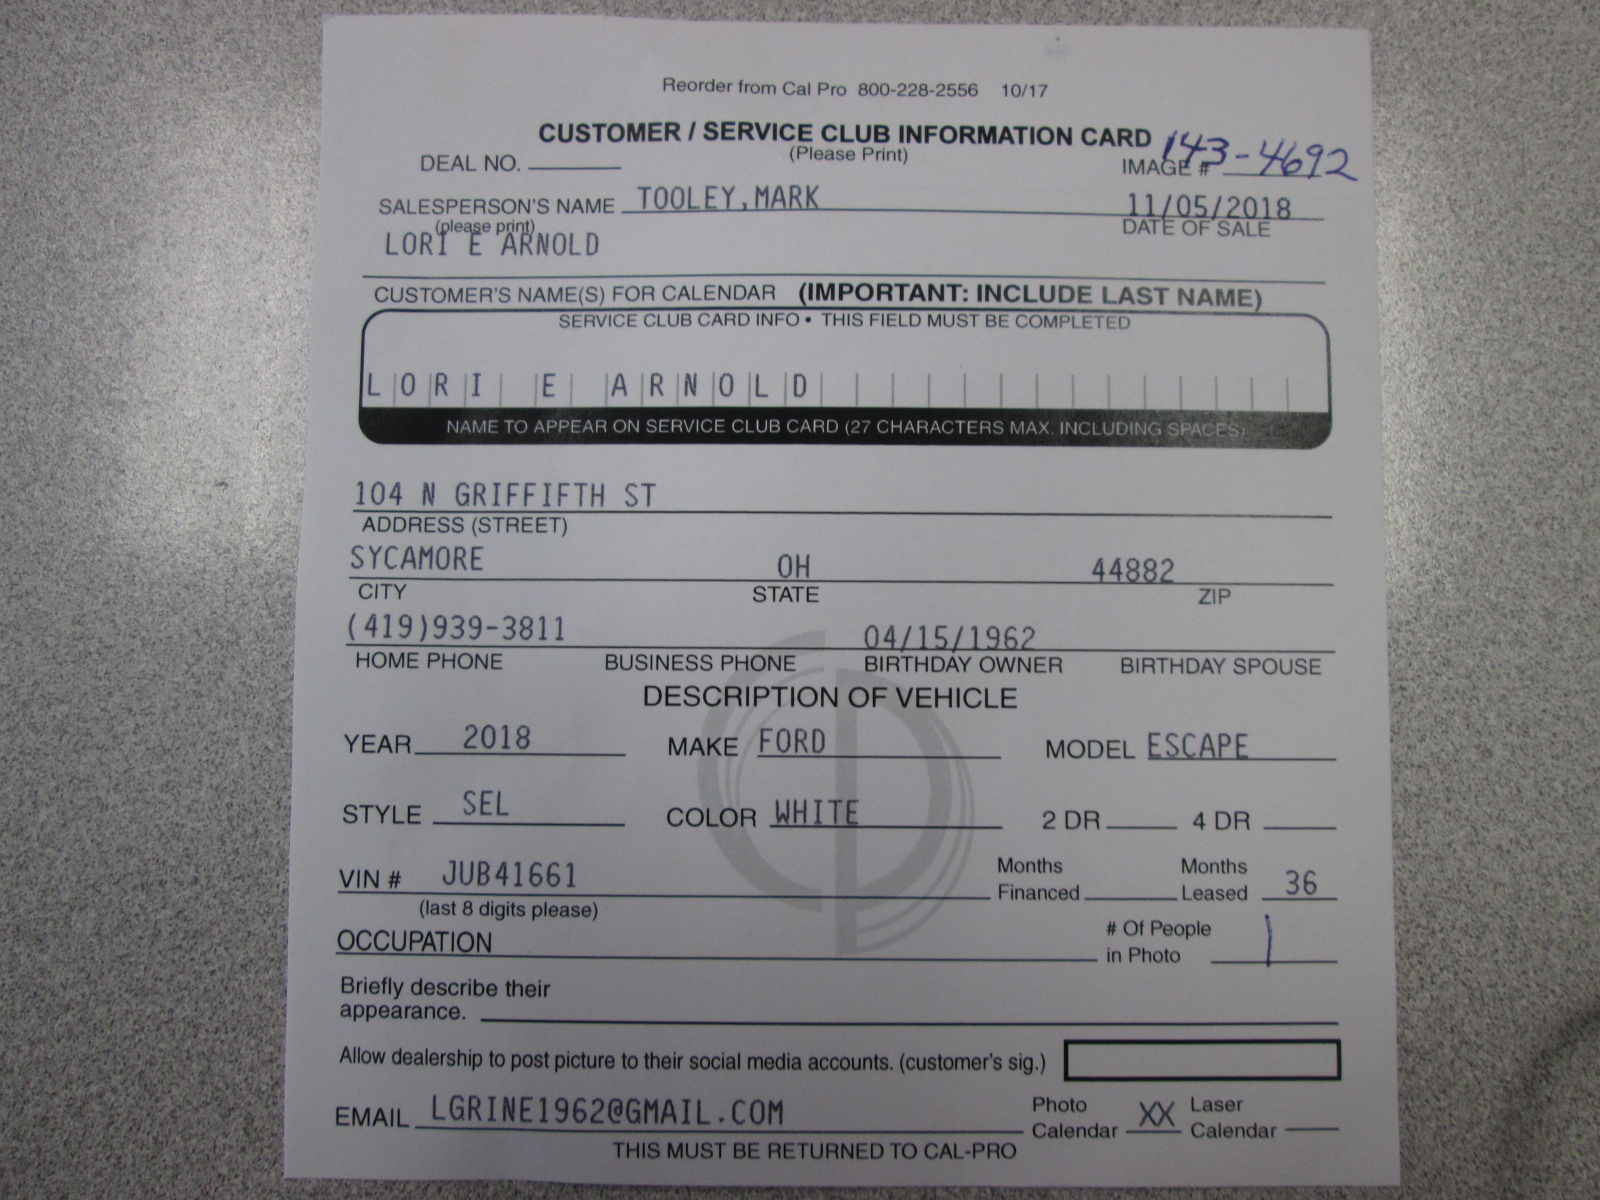 Reorder from Cal Pro 800-228-2556 10/17
CUSTOMER / SERVICE CLUB INFORMATION CARD
(Please Print)
DEAL NO. IMAGE # 143-4692
SALESPERSON'S NAME TOOLEY,MARK 11/05/2018
(please print) DATE OF SALE
LORI E ARNOLD
CUSTOMER'S NAME(S) FOR CALENDAR (IMPORTANT: INCLUDE LAST NAME)
SERVICE CLUB CARD INFO • THIS FIELD MUST BE COMPLETED
LORI E ARNOLD
NAME TO APPEAR ON SERVICE CLUB CARD (27 CHARACTERS MAX. INCLUDING SPACES)
104 N GRIFFIFTH ST
ADDRESS (STREET)
SYCAMORE OH 44882
CITY STATE ZIP
(419)939-3811 04/15/1962
HOME PHONE BUSINESS PHONE BIRTHDAY OWNER BIRTHDAY SPOUSE
DESCRIPTION OF VEHICLE
YEAR 2018 MAKE FORD MODEL ESCAPE
STYLE SEL COLOR WHITE 2 DR 4 DR
VIN # JUB41661 Months Financed Months Leased 36
(last 8 digits please)
OCCUPATION # Of People in Photo 1
Briefly describe their
appearance.
Allow dealership to post picture to their social media accounts. (customer's sig.)
EMAIL LGRINE1962@GMAIL.COM Photo Calendar XX Laser Calendar
THIS MUST BE RETURNED TO CAL-PRO